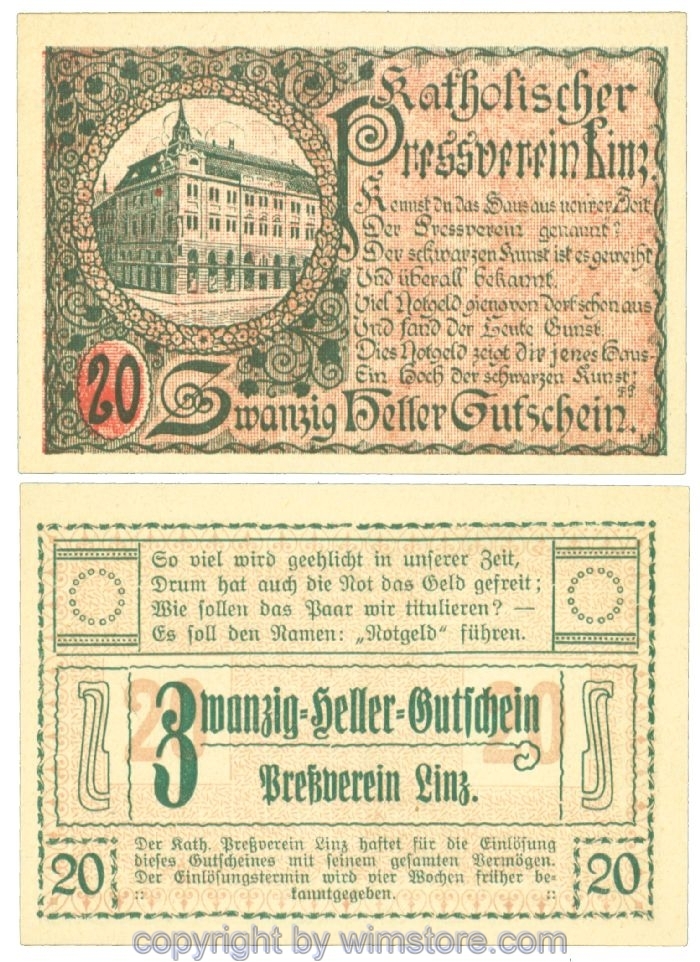 Katholischer
Pressverein Linz.
Kennst du das Haus aus neu'rer Zeit
Der Pressverein genannt?
Der schwarzen Kunst ist es geweiht
Und überall bekannt.
Viel Notgeld gieng von dort schon aus
Und fand der Leute Gunst.
Dies Notgeld zeigt dir jenes Haus-
Ein Hoch der schwarzen Kunst!
20
Zwanzig Heller Gutschein.
So viel wird geehlicht in unserer Zeit,
Drum hat auch die Not das Geld gefreit;
Wie sollen das Paar wir titulieren? —
Es soll den Namen: „Notgeld“ führen.
20 20
Zwanzig-Heller-Gutschein
Preßverein Linz.
Der Kath. Preßverein Linz haftet für die Einlösung
dieses Gutscheines mit seinem gesamten Vermögen.
Der Einlösungstermin wird vier Wochen früher be-
:: kanntgegeben. ::
20 20
copyright by wimstore.com